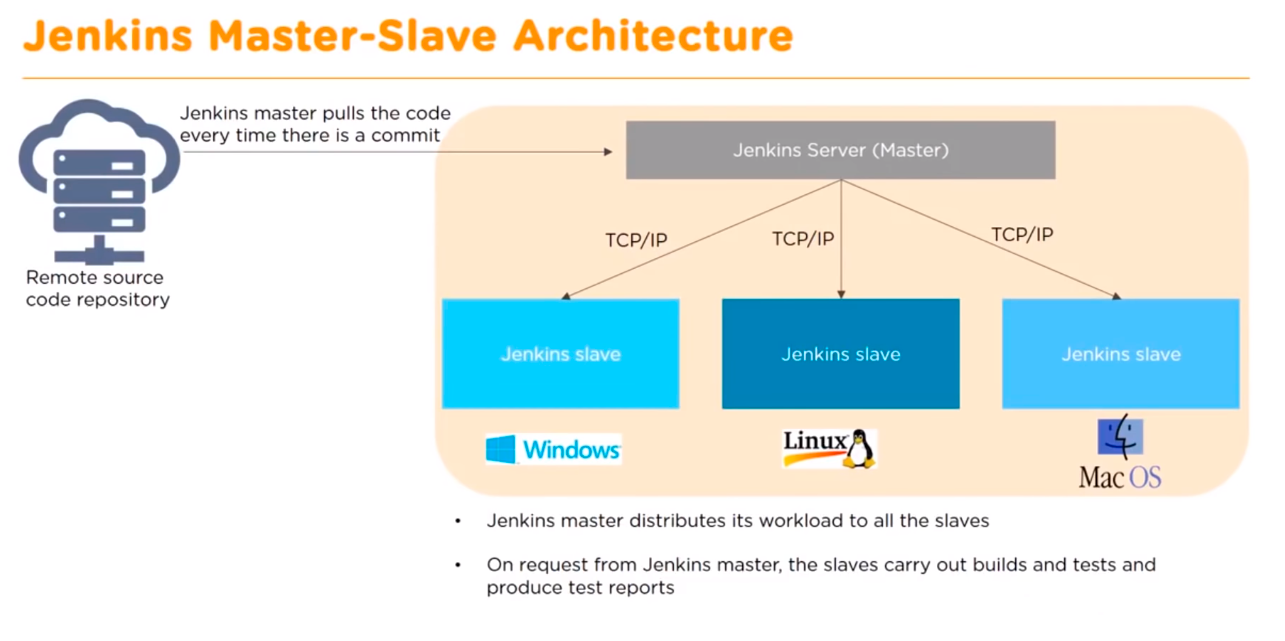 Jenkins Master-Slave Architecture
Jenkins master pulls the code
every time there is a commit
Jenkins Server (Master)
TCP/IP
TCP/IP
TCP/IP
Remote source
code repository
Jenkins slave
Jenkins slave
Jenkins slave
Windows
Linux
Mac OS
• Jenkins master distributes its workload to all the slaves
• On request from Jenkins master, the slaves carry out builds and tests and
produce test reports